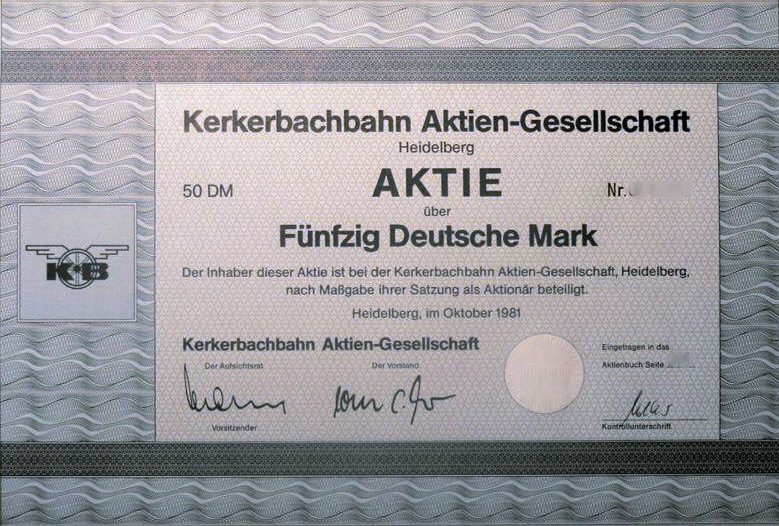 Kerkerbachbahn Aktien-Gesellschaft
Heidelberg
AKTIE
50 DM
Nr.
über
Fünfzig Deutsche Mark
Der Inhaber dieser Aktie ist bei der Kerkerbachbahn Aktien-Gesellschaft, Heidelberg,
nach Maßgabe ihrer Satzung als Aktionär beteiligt.
Heidelberg, im Oktober 1981
KB
Kerkerbachbahn Aktien-Gesellschaft
Der Aufsichtsrat
Der Vorstand
Vorsitzender
Eingetragen in das
Aktienbuch Seite
Kontrollunterschrift